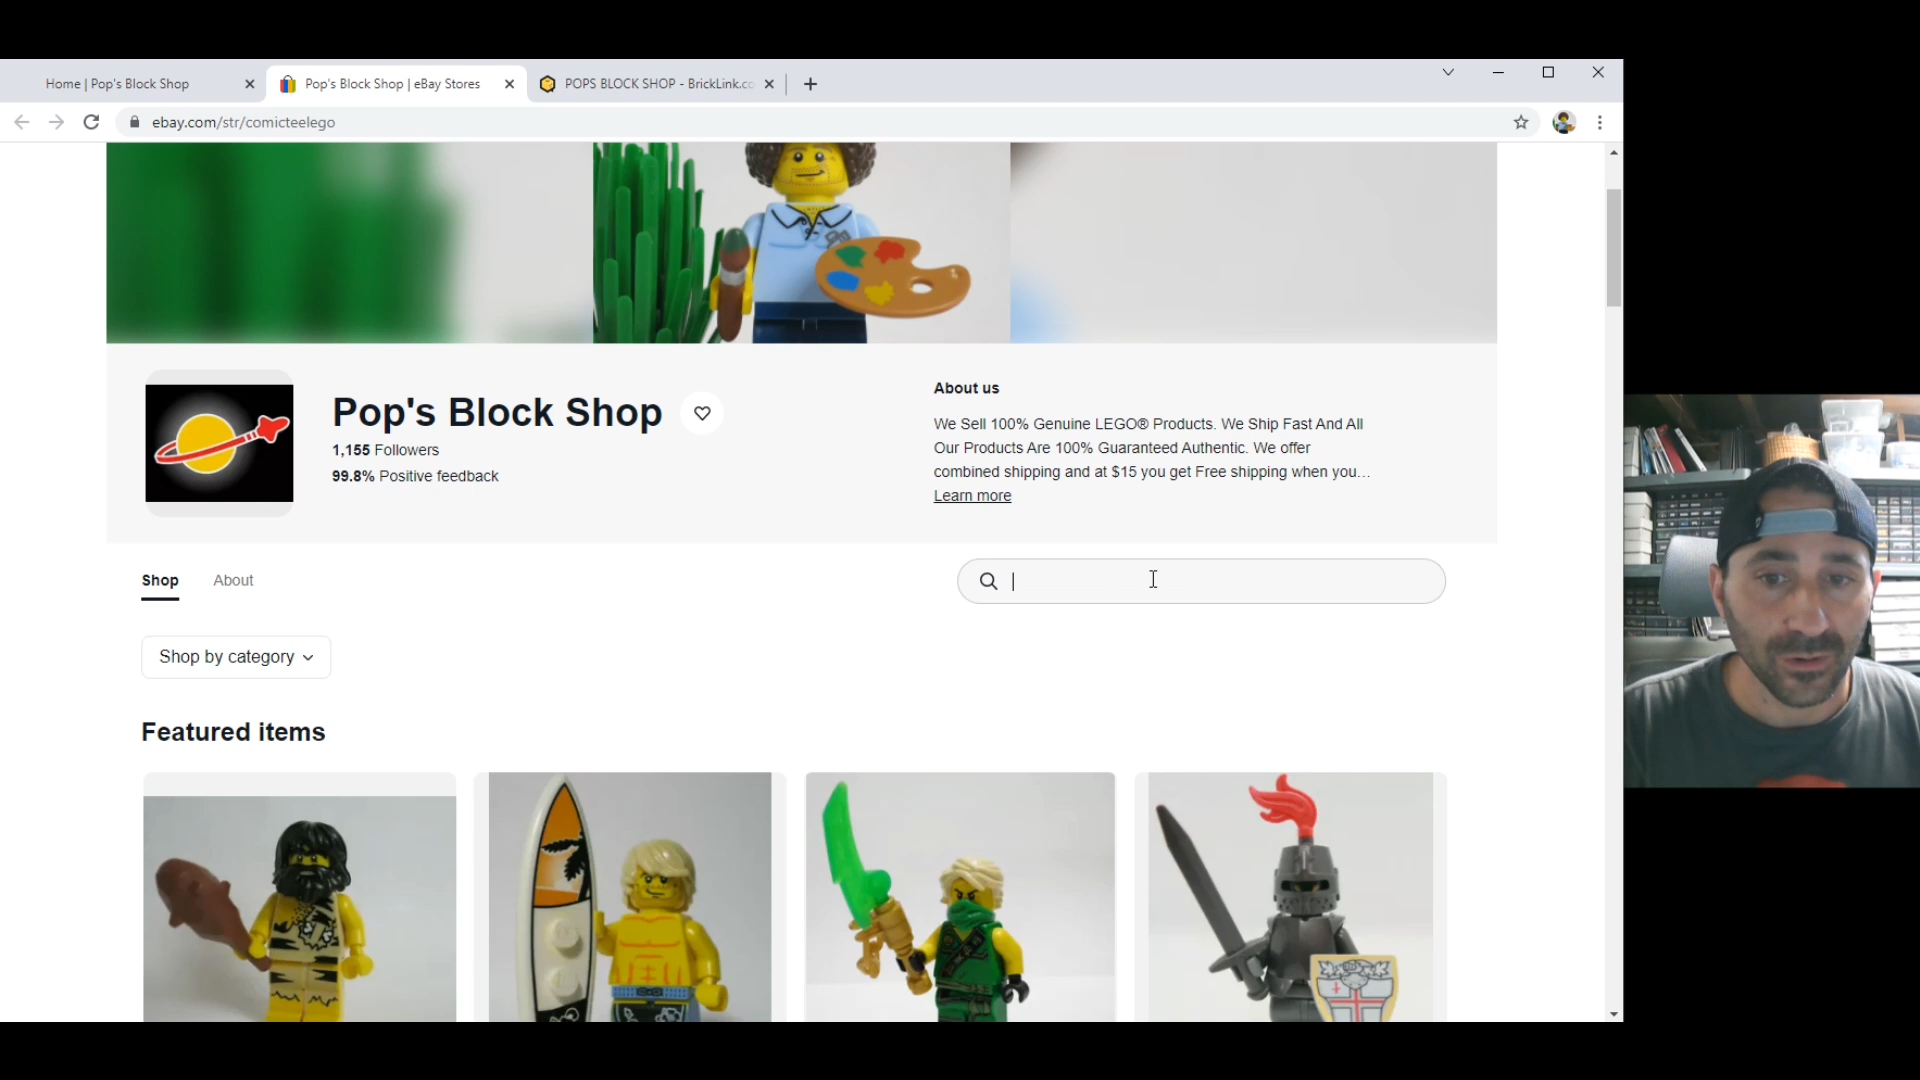 Home | Pop's Block Shop
Pop's Block Shop | eBay Stores
POPS BLOCK SHOP - BrickLink.co
ebay.com/str/comicteelego
Pop's Block Shop
1,155 Followers
99.8% Positive feedback
About us
We Sell 100% Genuine LEGO® Products. We Ship Fast And All
Our Products Are 100% Guaranteed Authentic. We offer
combined shipping and at $15 you get Free shipping when you...
Learn more
Shop
About
Shop by category
Featured items